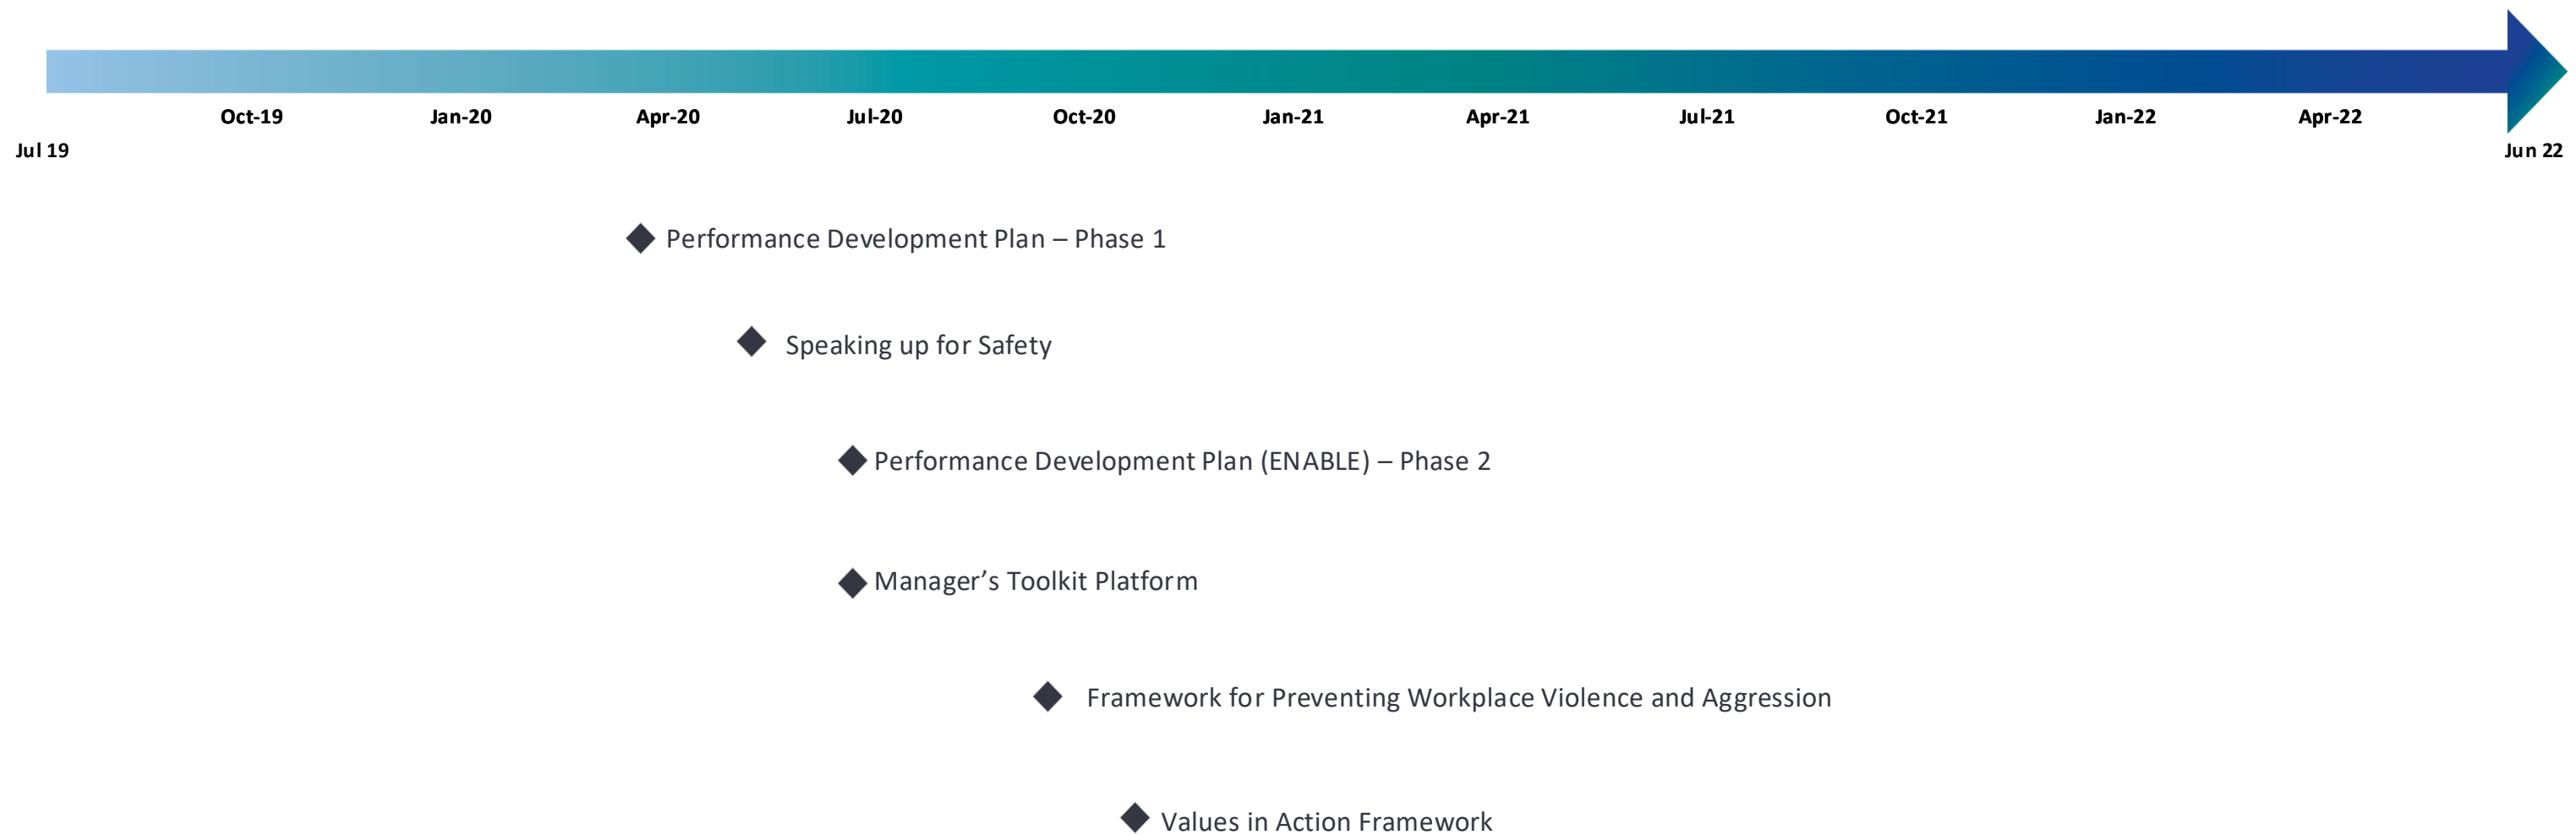 Oct-19 Jan-20 Apr-20 Jul-20 Oct-20 Jan-21 Apr-21 Jul-21 Oct-21 Jan-22 Apr-22
Jul 19 Jun 22
Performance Development Plan – Phase 1
Speaking up for Safety
Performance Development Plan (ENABLE) – Phase 2
Manager’s Toolkit Platform
Framework for Preventing Workplace Violence and Aggression
Values in Action Framework